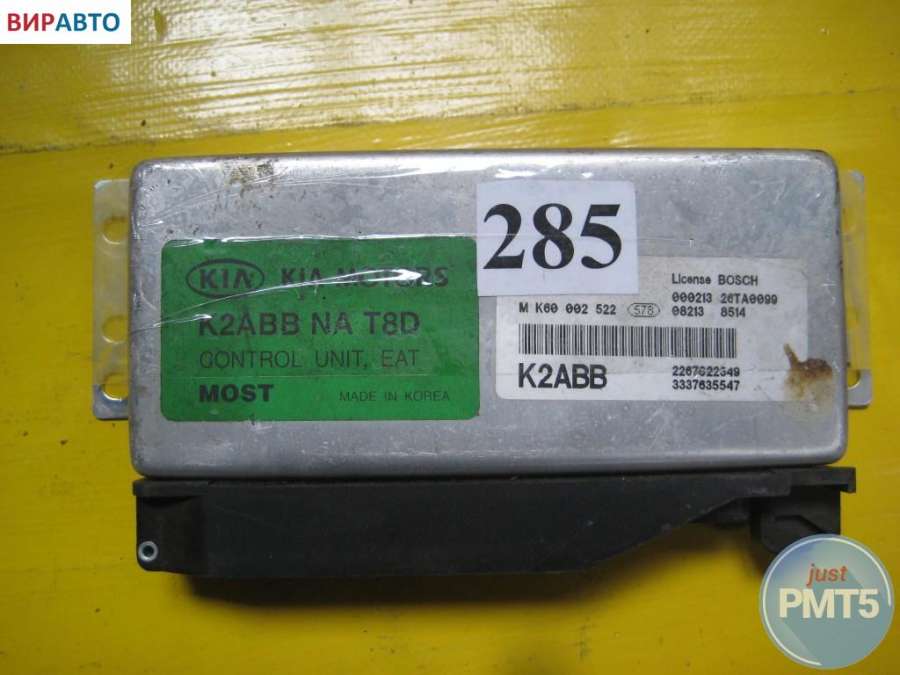 ВИРАВТО
285
KIA KIA MOTORS
K2ABB NA T8D
CONTROL UNIT, EAT
MOST MADE IN KOREA
License BOSCH
000213 26TA0099
M K60 002 522 578 08213 8514
K2ABB 2267622349
3337635547
just
PMT5